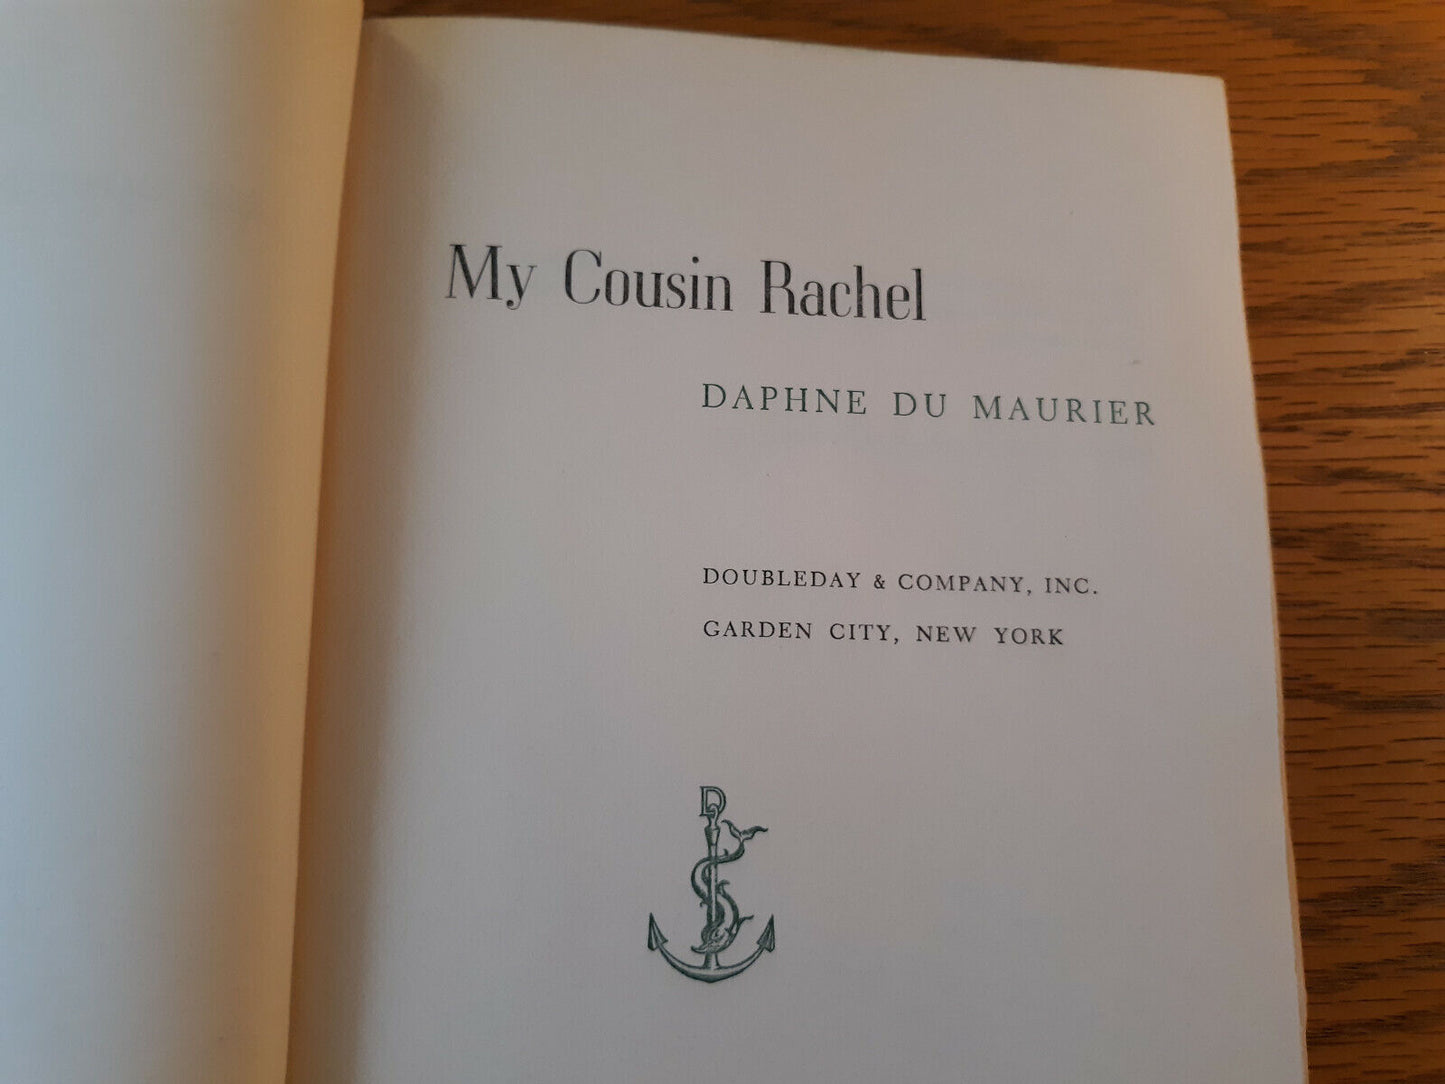 My Cousin Rachel
DAPHNE DU MAURIER
DOUBLEDAY & COMPANY, INC.
GARDEN CITY, NEW YORK
D